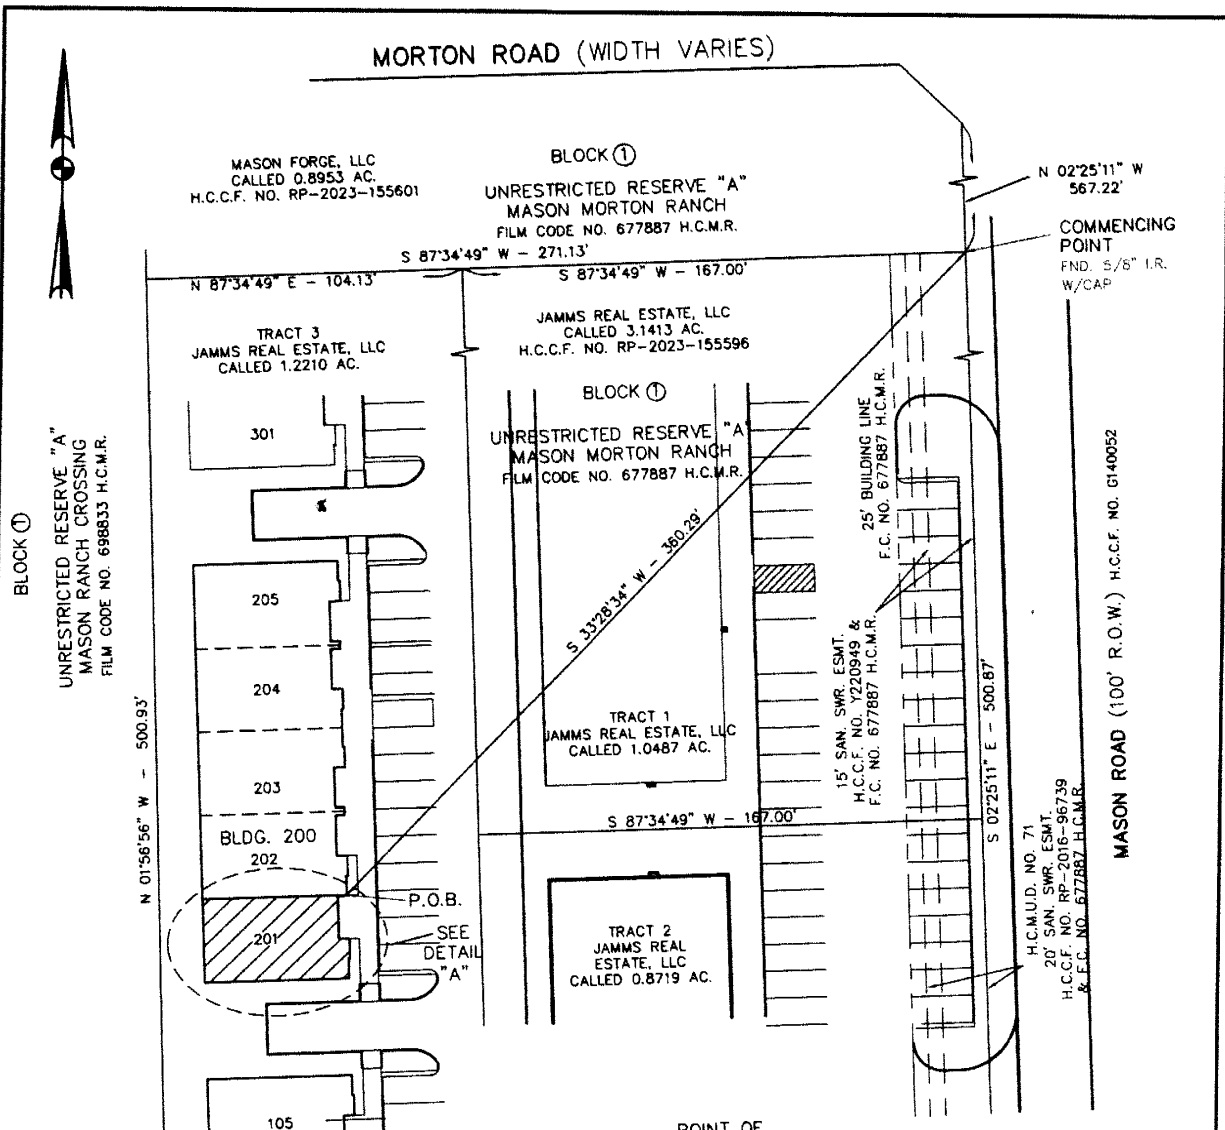 MORTON ROAD (WIDTH VARIES)
MASON FORGE, LLC
CALLED 0.8953 AC.
H.C.C.F. NO. RP-2023-155601
BLOCK 1
UNRESTRICTED RESERVE "A"
MASON MORTON RANCH
FILM CODE NO. 677887 H.C.M.R.
N 02°25'11" W
567.22'
COMMENCING
POINT
FND. 5/8" I.R.
W/CAP
S 87°34'49" W - 271.13'
N 87°34'49" E - 104.13'
S 87°34'49" W - 167.00'
TRACT 3
JAMMS REAL ESTATE, LLC
CALLED 1.2210 AC.
JAMMS REAL ESTATE, LLC
CALLED 3.1413 AC.
H.C.C.F. NO. RP-2023-155596
BLOCK 1
UNRESTRICTED RESERVE "A"
MASON MORTON RANCH
FILM CODE NO. 677887 H.C.M.R.
BLOCK 1
UNRESTRICTED RESERVE "A"
MASON RANCH CROSSING
FILM CODE NO. 698833 H.C.M.R.
N 01°56'56" W - 500.93'
301
205
204
203
BLDG. 200
202
201
105
S 33°28'34" W - 360.29'
25' BUILDING LINE
F.C. NO. 677887 H.C.M.R.
15' SAN. SWR. ESMT.
H.C.C.F. NO. Y220949 &
F.C. NO. 677887 H.C.M.R.
TRACT 1
JAMMS REAL ESTATE, LLC
CALLED 1.0487 AC.
S 87°34'49" W - 167.00'
S 02°25'11" E - 500.87'
MASON ROAD (100' R.O.W.) H.C.C.F. NO. G140052
H.C.M.U.D. NO. 71
20' SAN. SWR. ESMT.
H.C.C.F. NO. RP-2016-96739
& F.C. NO. 677887 H.C.M.R.
P.O.B.
SEE
DETAIL
"A"
TRACT 2
JAMMS REAL
ESTATE, LLC
CALLED 0.8719 AC.
POINT OF